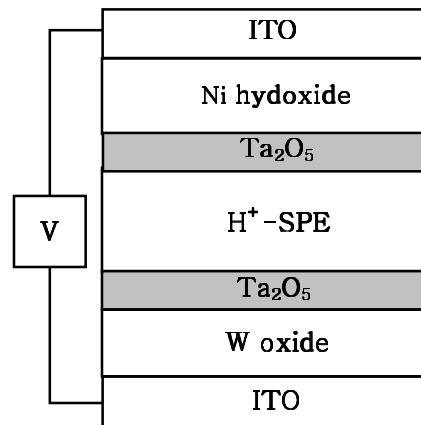 ITO
Ni hydoxide
Ta₂O₅
V
H⁺-SPE
Ta₂O₅
W oxide
ITO